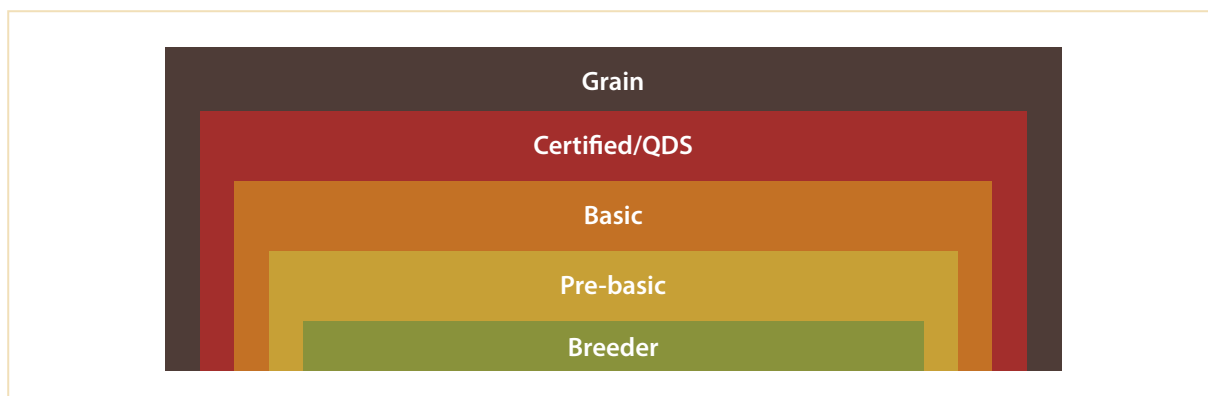 Grain
Certified/QDS
Basic
Pre-basic
Breeder